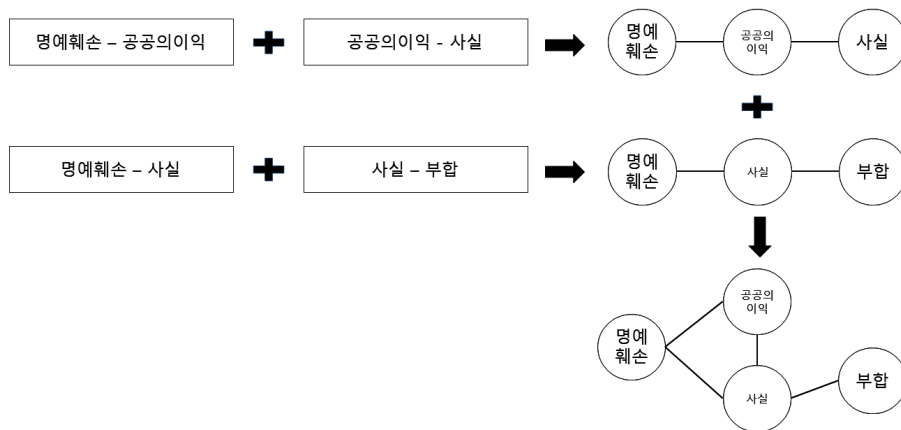 명예훼손 – 공공의이익
공공의이익 - 사실
명예
훼손
공공의
이익
사실
명예훼손 – 사실
사실 – 부합
명예
훼손
사실
부합
공공의
이익
명예
훼손
사실
부합